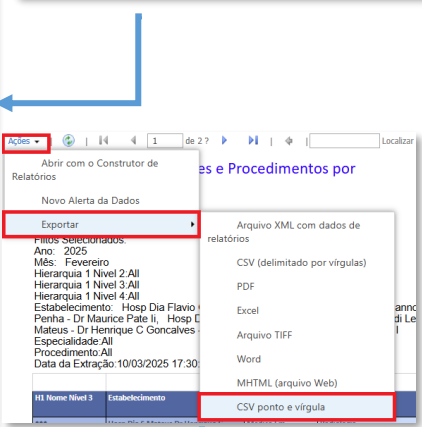 Ações
1
de 2 ?
Localizar
Abrir com o Construtor de
Relatórios
es e Procedimentos por
Novo Alerta da Dados
Exportar
Arquivo XML com dados de
relatórios
CSV (delimitado por vírgulas)
PDF
Excel
Arquivo TIFF
Word
MHTML (arquivo Web)
CSV ponto e vírgula
Filtos Selecionados:
Ano: 2025
Mês: Fevereiro
Hierarquia 1 Nivel 2:All
Hierarquia 1 Nivel 3:All
Hierarquia 1 Nivel 4:All
Estabelecimento: Hosp Dia Flavio
Penha - Dr Maurice Pate Ii, Hosp D
di Le
Mateus - Dr Henrique C Goncalves -
Especialidade:All
Procedimento:All
Data da Extração:10/03/2025 17:30:
H1 Nome Nível 3
Estabelecimento